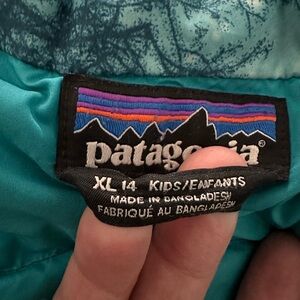 patagonia®
XL 14 KIDS/ENFANTS
MADE IN BANGLADESH
FABRIQUÉ AU BANGLADESH